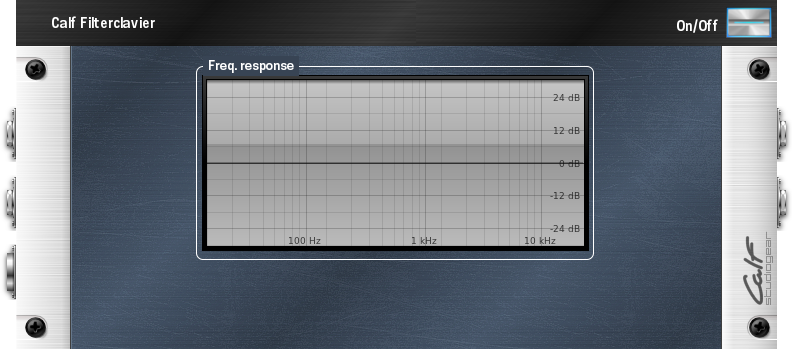 Calf Filterclavier
On/Off
Freq. response
24 dB
12 dB
0 dB
-12 dB
-24 dB
100 Hz
1 kHz
10 kHz
Calf
studiogear